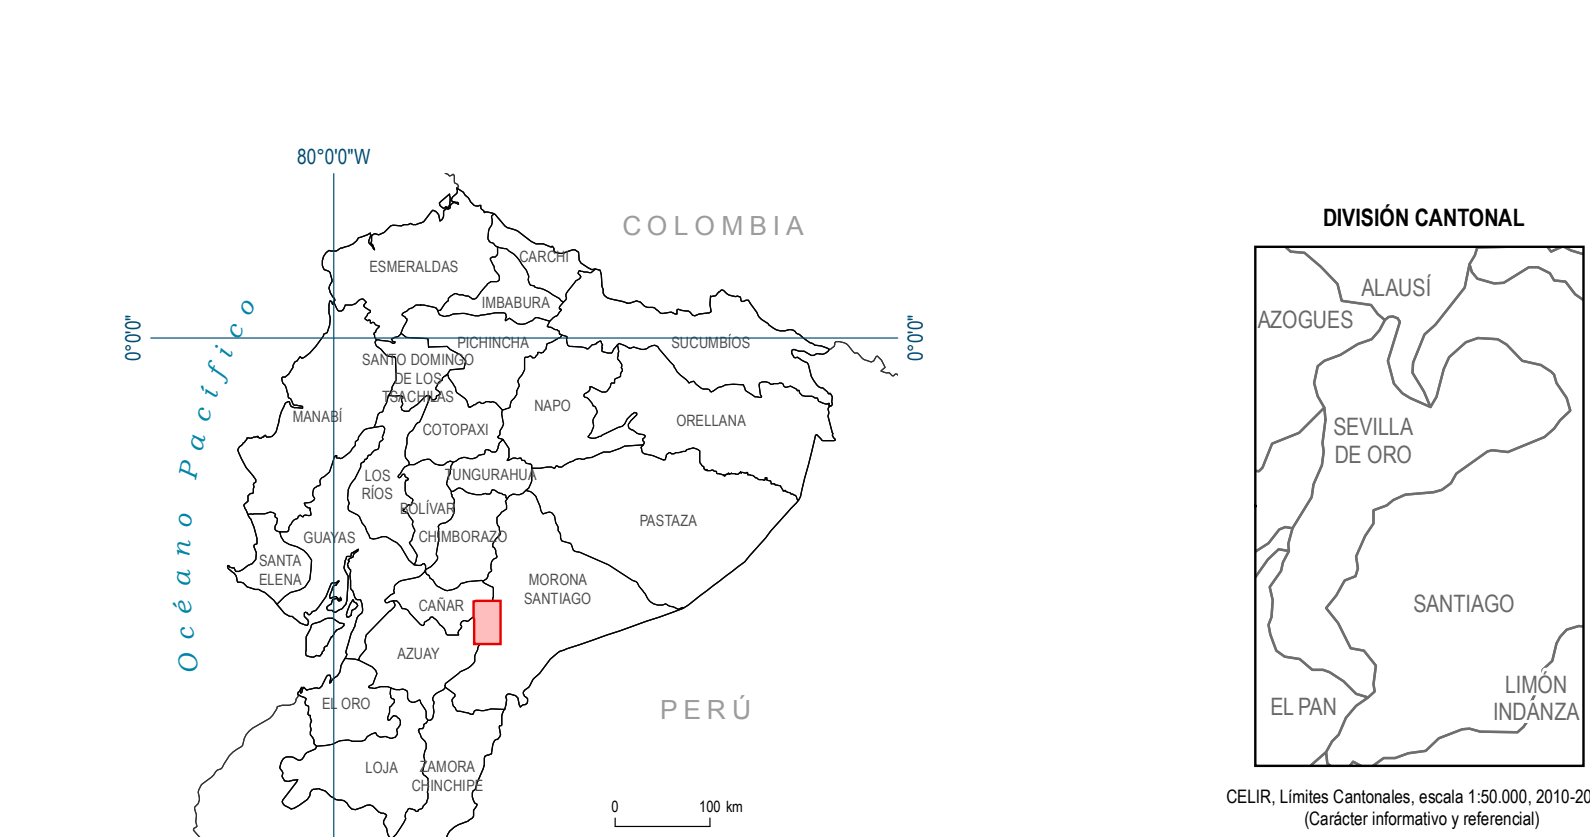 80°0'0"W
COLOMBIA
CARCHI
ESMERALDAS
IMBABURA
0°0'0"
0°0'0"
PICHINCHA
SUCUMBÍOS
SANTO DOMINGO
DE LOS
TSACHILAS
NAPO
MANABÍ
ORELLANA
COTOPAXI
Océano Pacífico
LOS
RÍOS
TUNGURAHUA
BOLÍVAR
PASTAZA
GUAYAS
CHIMBORAZO
SANTA
ELENA
MORONA
SANTIAGO
CAÑAR
AZUAY
EL ORO
PERÚ
LOJA
ZAMORA
CHINCHIPE
0 100 km
DIVISIÓN CANTONAL
ALAUSÍ
AZOGUES
SEVILLA
DE ORO
SANTIAGO
LIMÓN
INDÁNZA
EL PAN
CELIR, Límites Cantonales, escala 1:50.000, 2010-20
(Carácter informativo y referencial)